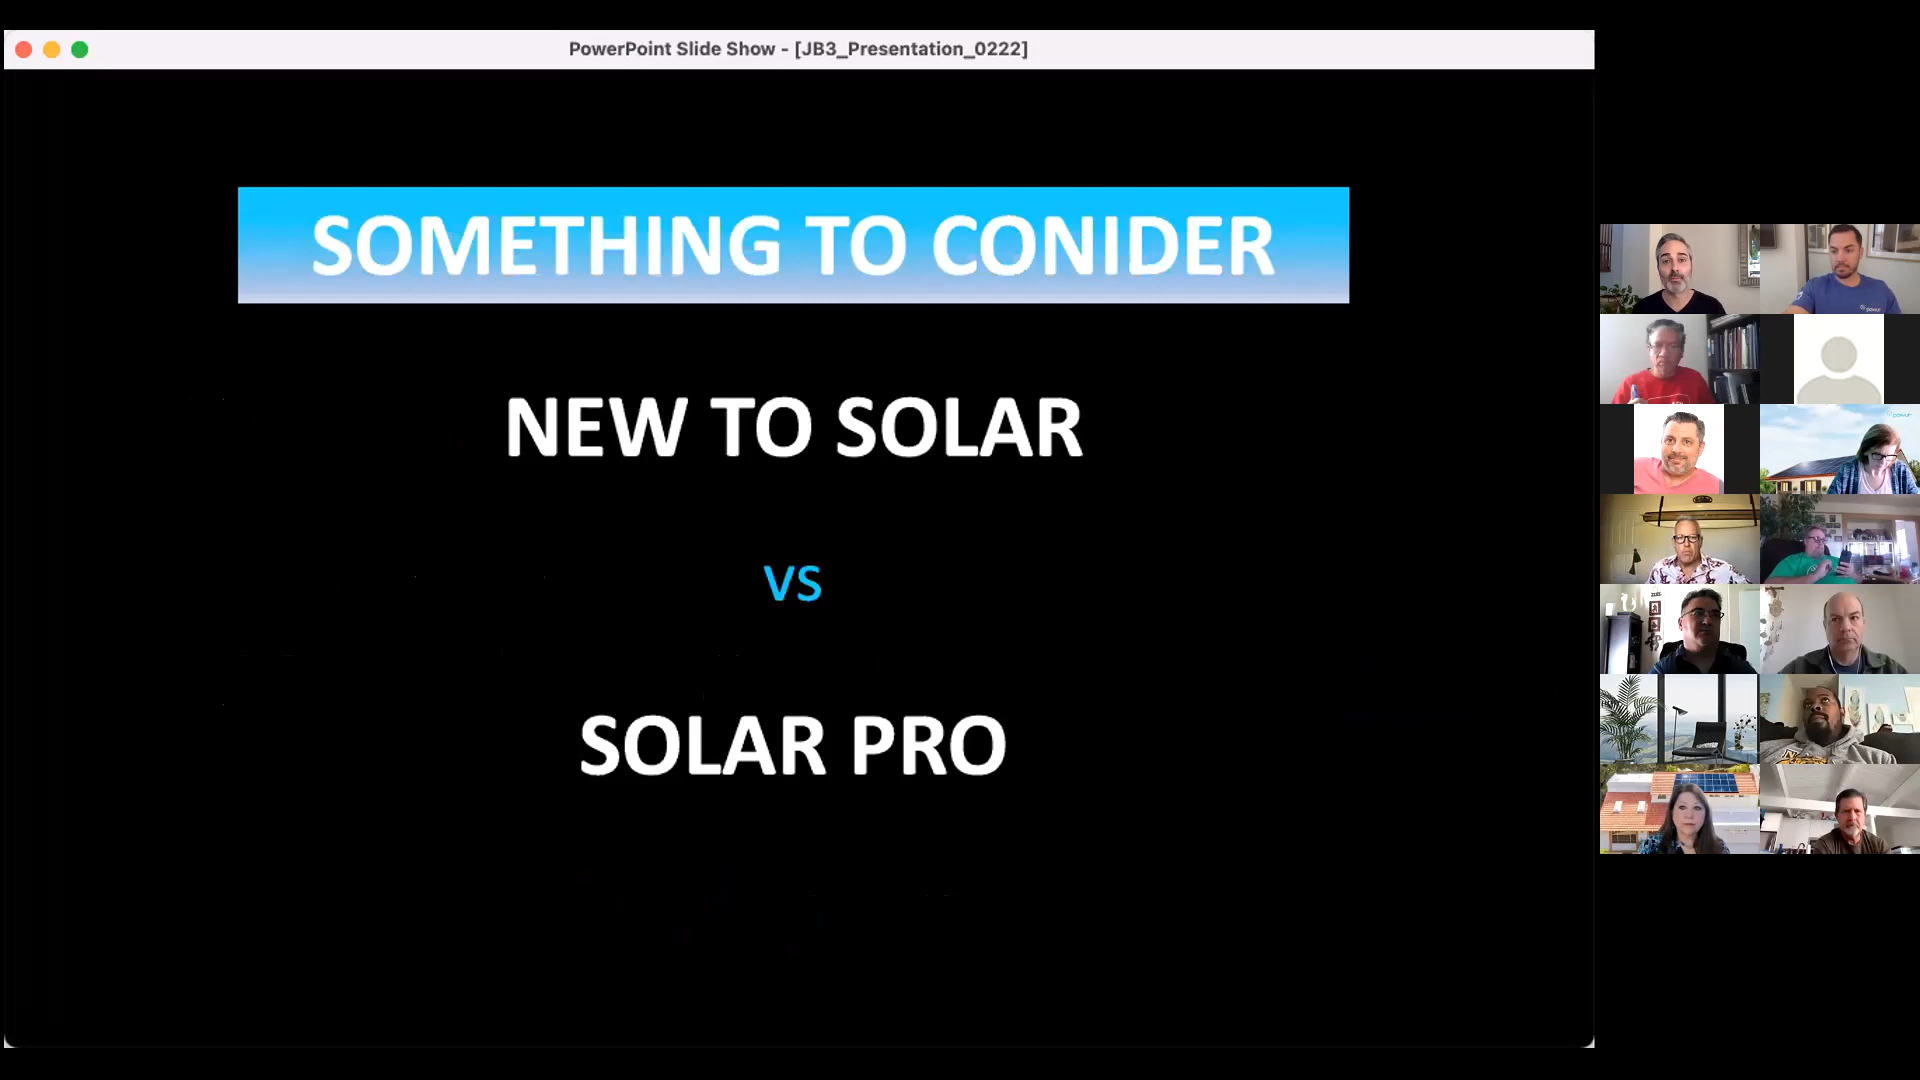 PowerPoint Slide Show - [JB3_Presentation_0222]
SOMETHING TO CONIDER
NEW TO SOLAR
VS
SOLAR PRO